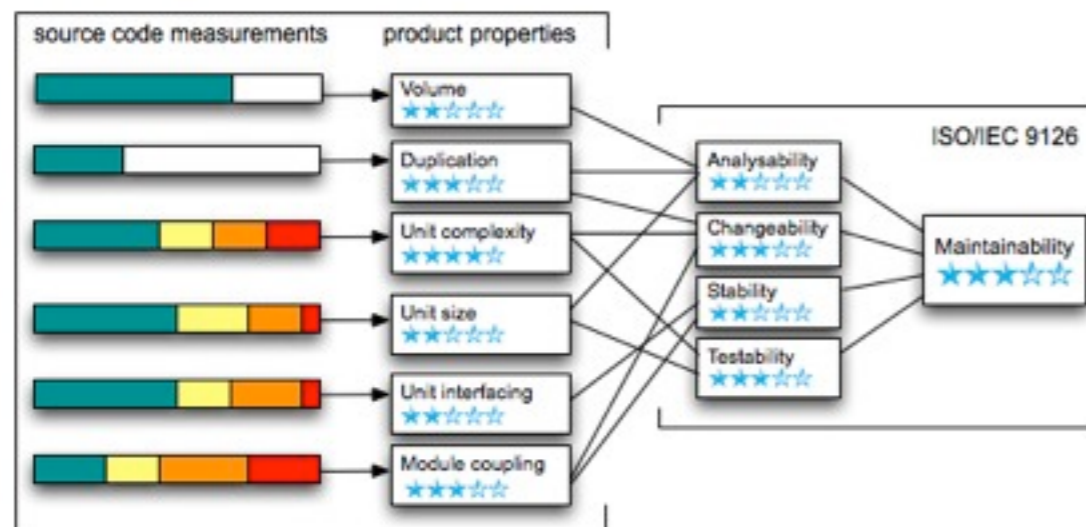 source code measurements
product properties
Volume
Duplication
Unit complexity
Unit size
Unit interfacing
Module coupling
ISO/IEC 9126
Analysability
Changeability
Stability
Testability
Maintainability